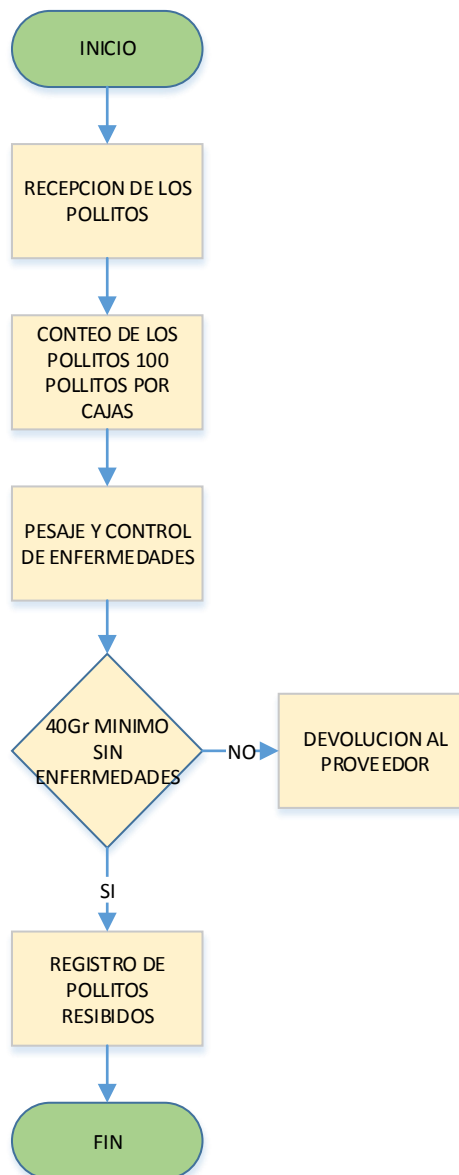 INICIO
RECEPCION DE LOS
POLLITOS
CONTEO DE LOS
POLLITOS 100
POLLITOS POR
CAJAS
PESAJE Y CONTROL
DE ENFERMEDADES
40Gr MINIMO
SIN
ENFERMEDADES
NO
DEVOLUCION AL
PROVEEDOR
SI
REGISTRO DE
POLLITOS
RESIBIDOS
FIN